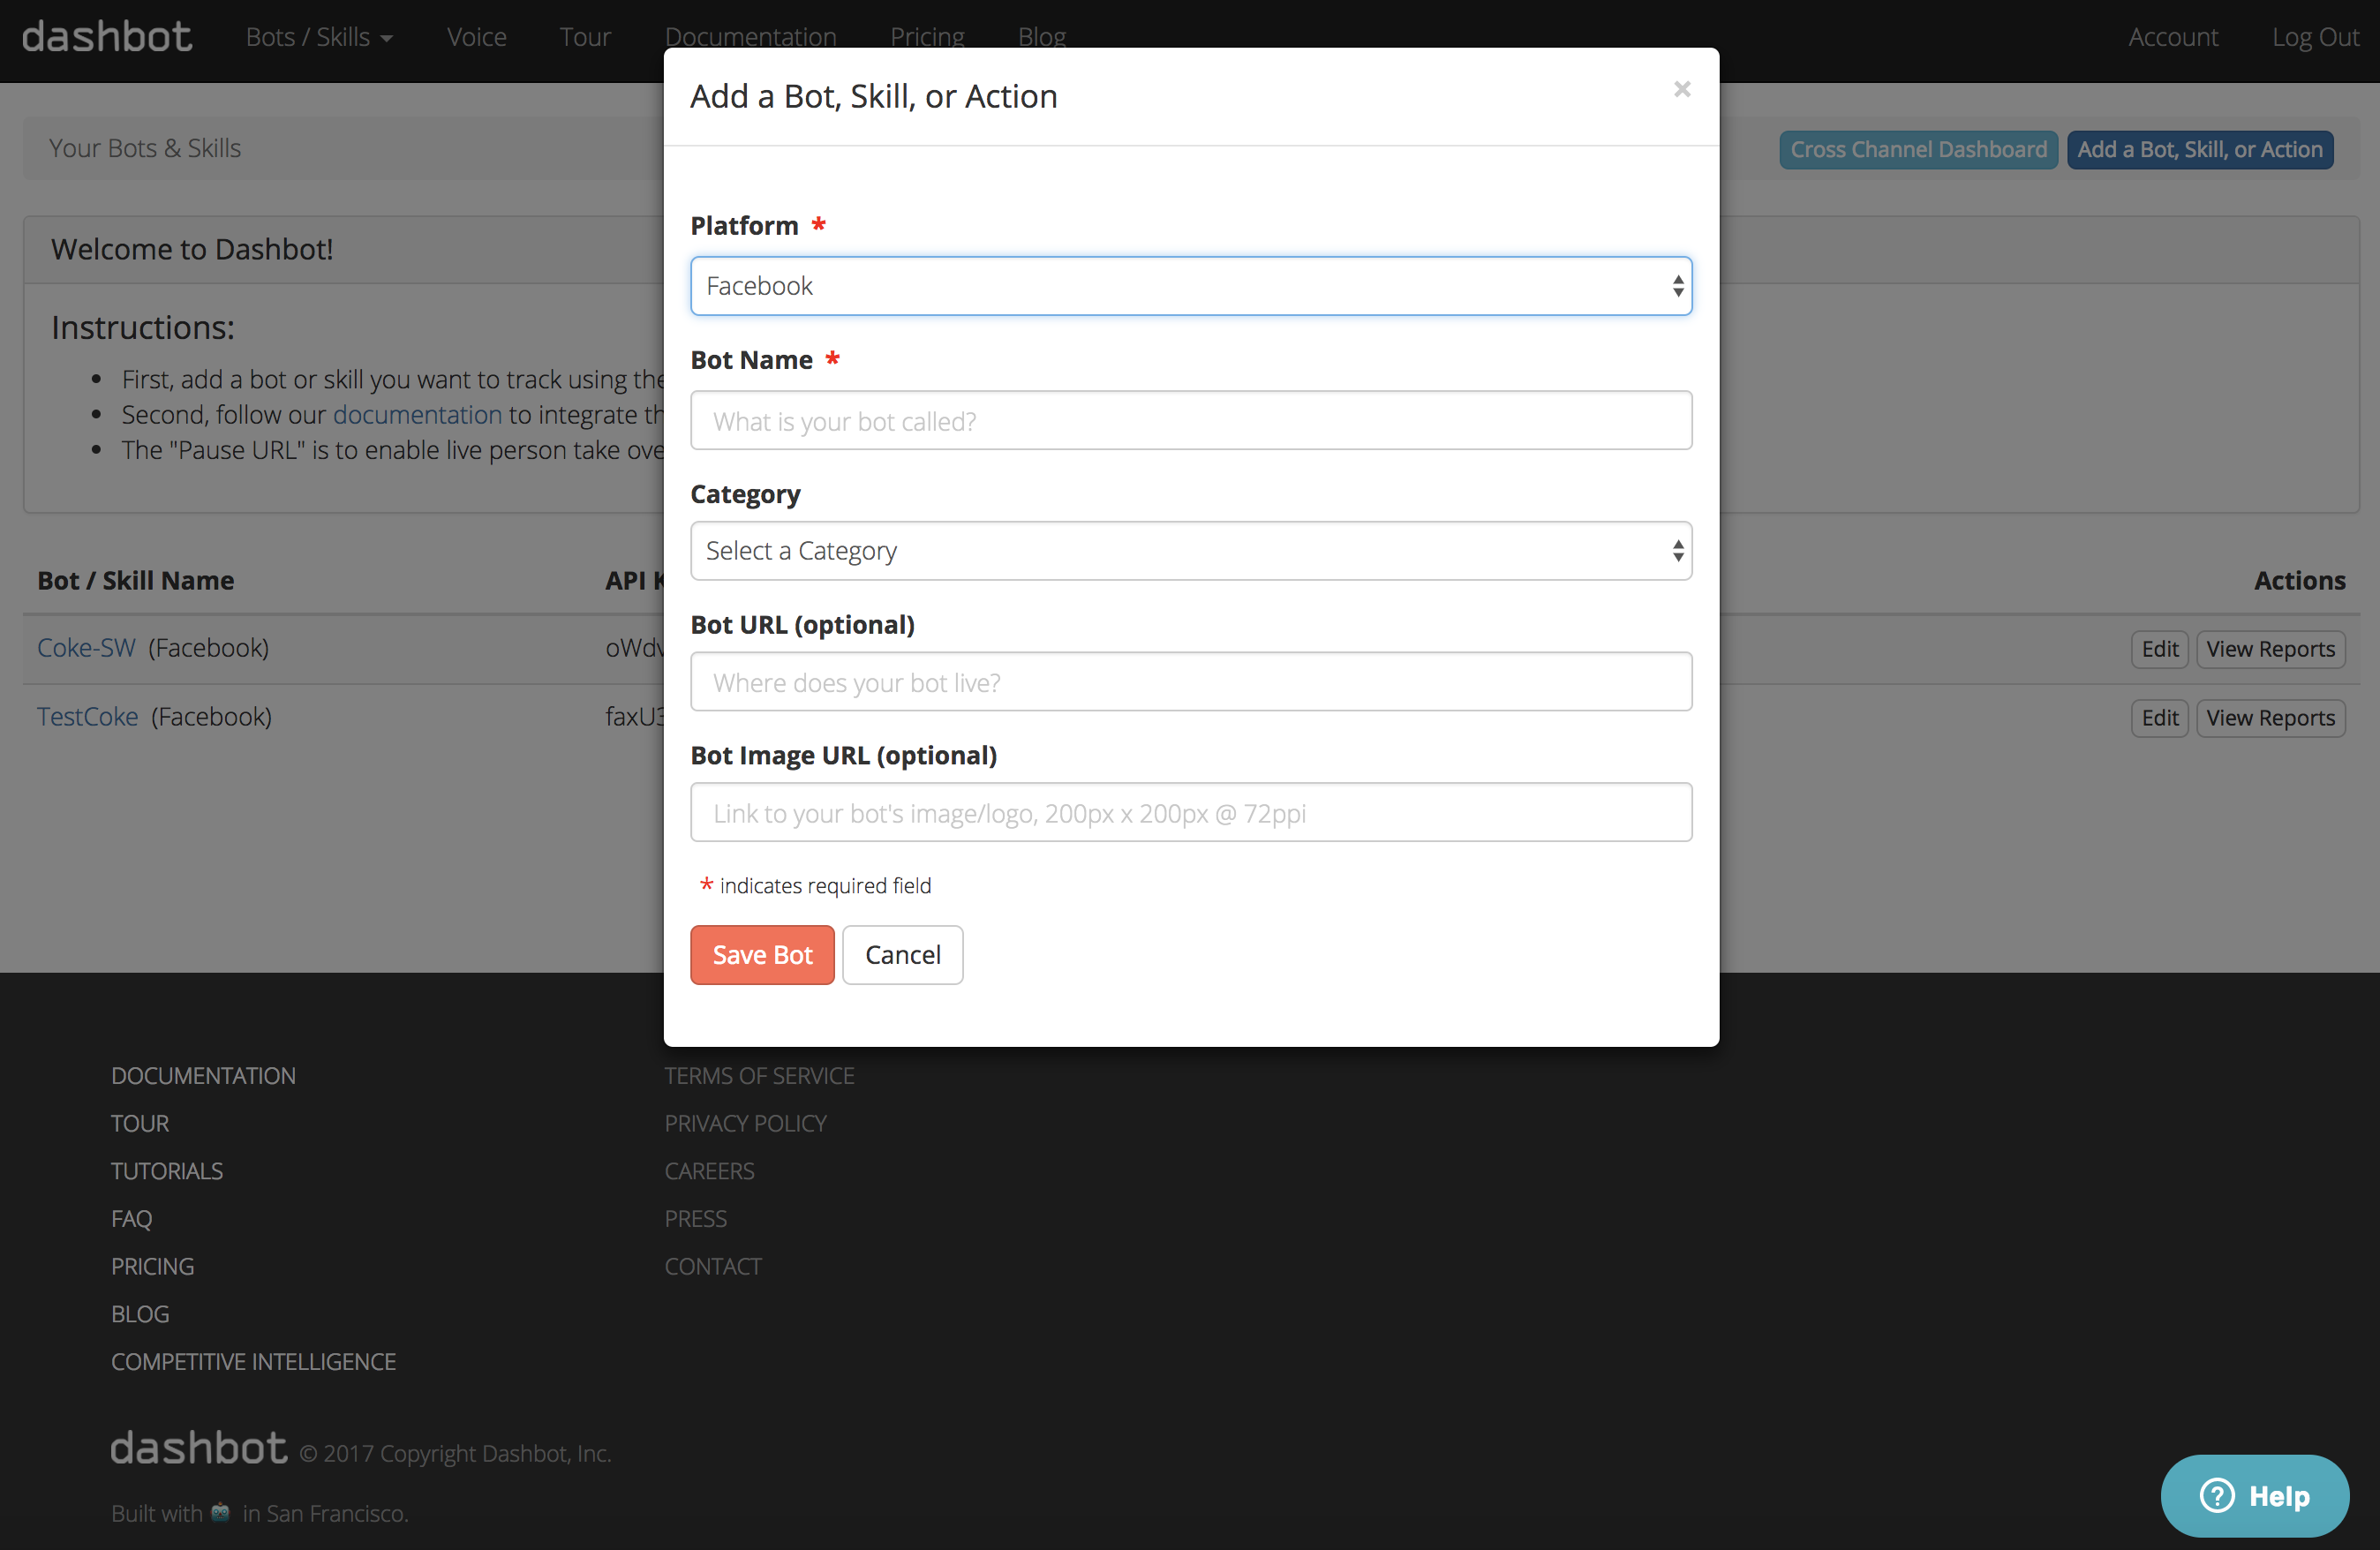 dashbot
Bots / Skills
Voice
Tour
Documentation
Pricing
Blog
Account
Log Out
Your Bots & Skills
Cross Channel Dashboard
Add a Bot, Skill, or Action
Welcome to Dashbot!
Instructions:
First, add a bot or skill you want to track using the
Second, follow our documentation to integrate th
The "Pause URL" is to enable live person take ove
Bot / Skill Name
API K
Actions
Coke-SW (Facebook)
oWdv
Edit
View Reports
TestCoke (Facebook)
faxU3
Edit
View Reports
Add a Bot, Skill, or Action
×
Platform *
Facebook
Bot Name *
What is your bot called?
Category
Select a Category
Bot URL (optional)
Where does your bot live?
Bot Image URL (optional)
Link to your bot's image/logo, 200px x 200px @ 72ppi
* indicates required field
Save Bot
Cancel
DOCUMENTATION
TOUR
TUTORIALS
FAQ
PRICING
BLOG
COMPETITIVE INTELLIGENCE
TERMS OF SERVICE
PRIVACY POLICY
CAREERS
PRESS
CONTACT
dashbot © 2017 Copyright Dashbot, Inc.
Built with in San Francisco.
? Help